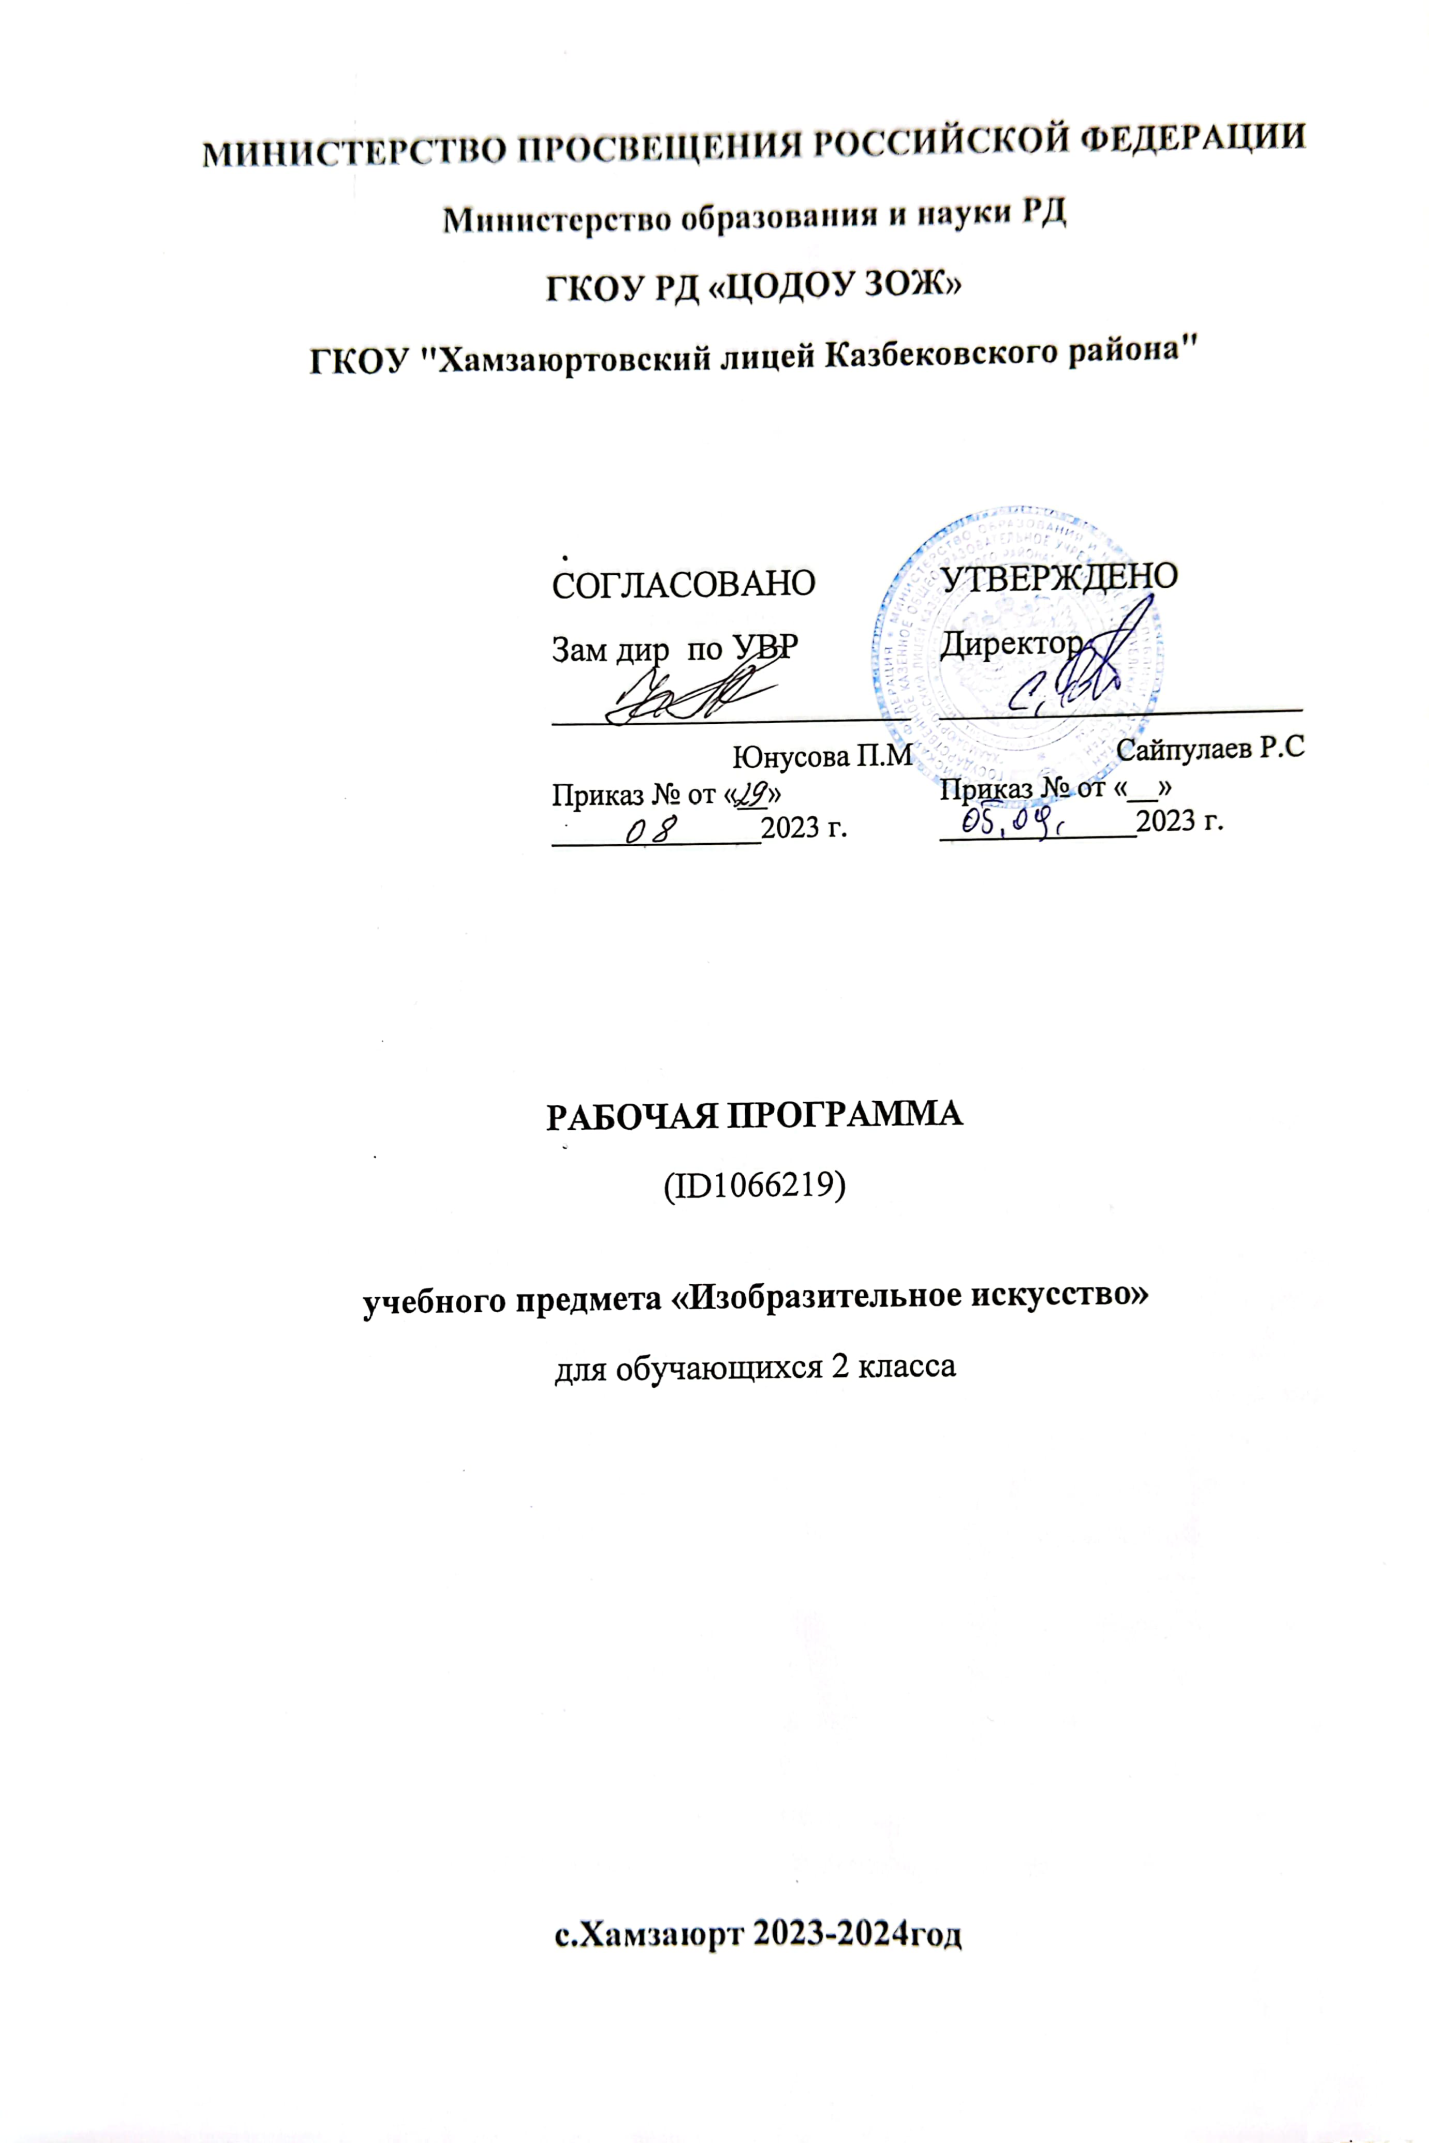 МИНИСТЕРСТВО ПРОСВЕЩЕНИЯ РОССИЙСКОЙ ФЕДЕРАЦИИ
Министерство образования и науки РД
ГКОУ РД «ЦОДОУ ЗОЖ»
ГКОУ "Хамзаюртовский лицей Казбековского района"
СОГЛАСОВАНО
Зам дир по УВР
Юнусова П.М
Приказ № от «29»
08 2023 г.
УТВЕРЖДЕНО
Директор
Сайпулаев Р.С
Приказ № от «__»
05.09. 2023 г.
РАБОЧАЯ ПРОГРАММА
(ID1066219)
учебного предмета «Изобразительное искусство»
для обучающихся 2 класса
с.Хамзаюрт 2023-2024год